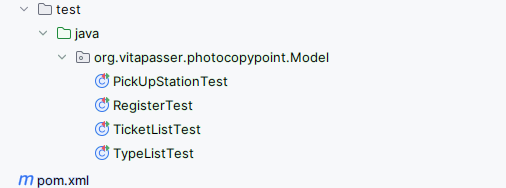 test
java
org.vitapasser.photocopypoint.Model
PickUpStationTest
RegisterTest
TicketListTest
TypeListTest
pom.xml